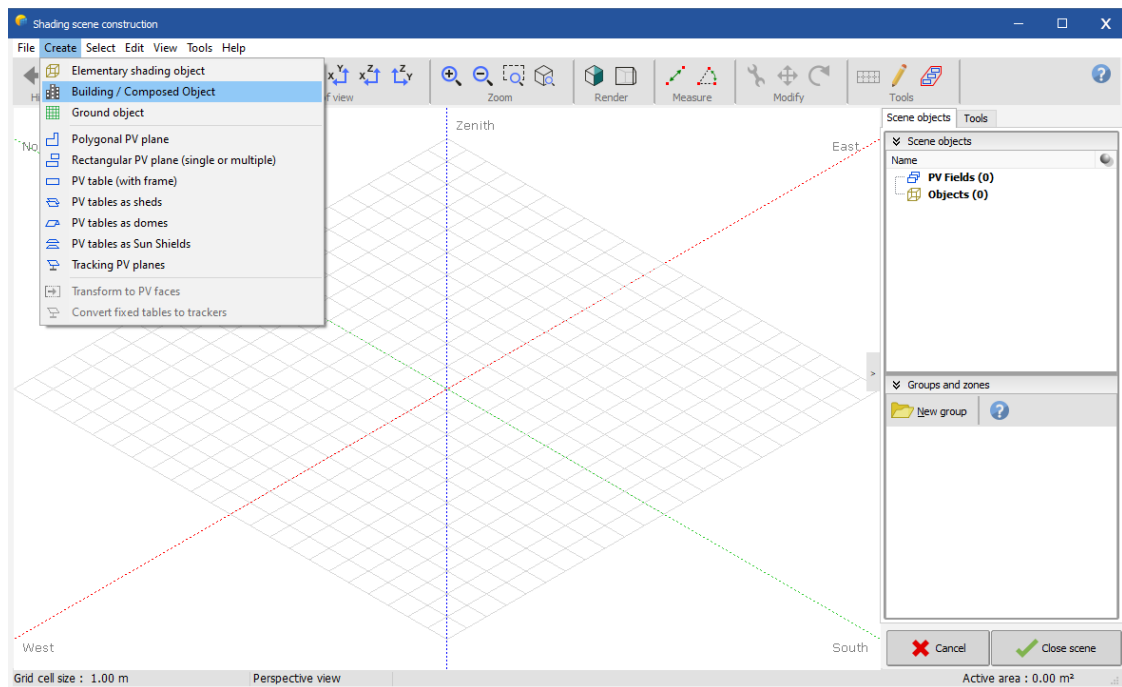 Shading scene construction
File Create Select Edit View Tools Help
Elementary shading object
Building / Composed Object
Ground object
Polygonal PV plane
Rectangular PV plane (single or multiple)
PV table (with frame)
PV tables as sheds
PV tables as domes
PV tables as Sun Shields
Tracking PV planes
Transform to PV faces
Convert fixed tables to trackers
Zoom
Render
Measure
Modify
Tools
Scene objects Tools
Scene objects
Name
PV Fields (0)
Objects (0)
Groups and zones
New group
Zenith
East
West
South
Cancel Close scene
Grid cell size : 1.00 m Perspective view Active area : 0.00 m²